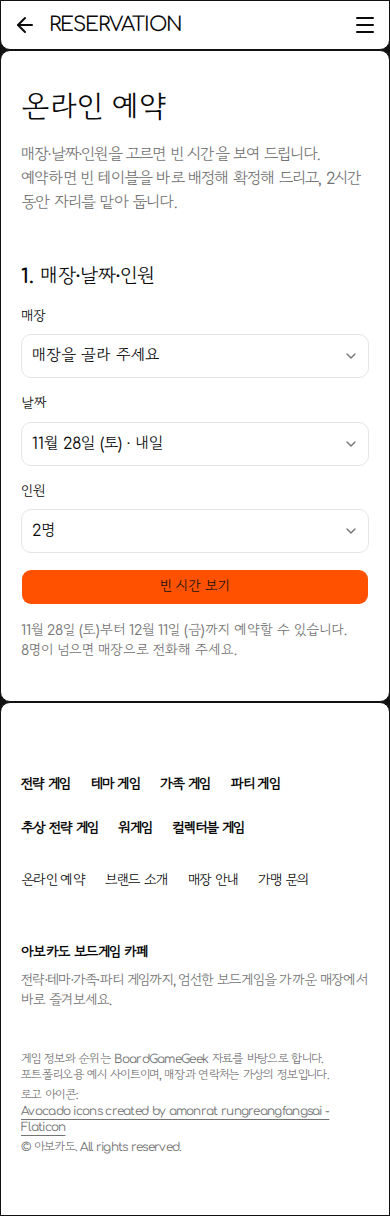 RESERVATION
온라인 예약
매장·날짜·인원을 고르면 빈 시간을 보여 드립니다.
예약하면 빈 테이블을 바로 배정해 확정해 드리고, 2시간
동안 자리를 맡아 둡니다.
1. 매장·날짜·인원
매장
매장을 골라 주세요
날짜
11월 28일 (토) · 내일
인원
2명
빈 시간 보기
11월 28일 (토)부터 12월 11일 (금)까지 예약할 수 있습니다.
8명이 넘으면 매장으로 전화해 주세요.
전략 게임 테마 게임 가족 게임 파티 게임
추상 전략 게임 워게임 컬렉터블 게임
온라인 예약 브랜드 소개 매장 안내 가맹 문의
아보카도 보드게임 카페
전략·테마·가족·파티 게임까지, 엄선한 보드게임을 가까운 매장에서
바로 즐겨보세요.
게임 정보와 순위는 BoardGameGeek 자료를 바탕으로 합니다.
포트폴리오용 예시 사이트이며, 매장과 연락처는 가상의 정보입니다.
로고 아이콘:
Avocado icons created by amonrat rungreangfangsai -
Flaticon
© 아보카도. All rights reserved.